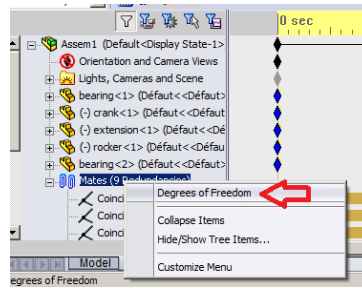 0 sec
Assem1 (Default<Display State-1>
Orientation and Camera Views
Lights, Cameras and Scene
bearing<1> (Défaut<<Défaut>
(-) crank<1> (Défaut<<Défaut
(-) extension<1> (Défaut<<Dé
(-) rocker<1> (Défaut<<Défau
bearing<2> (Défaut<<Défaut>
Mates (9 Redundancies)
Degrees of Freedom
Coinci
Collapse Items
Coinci
Hide/Show Tree Items...
Coinci
Customize Menu
Model
egrees of Freedom